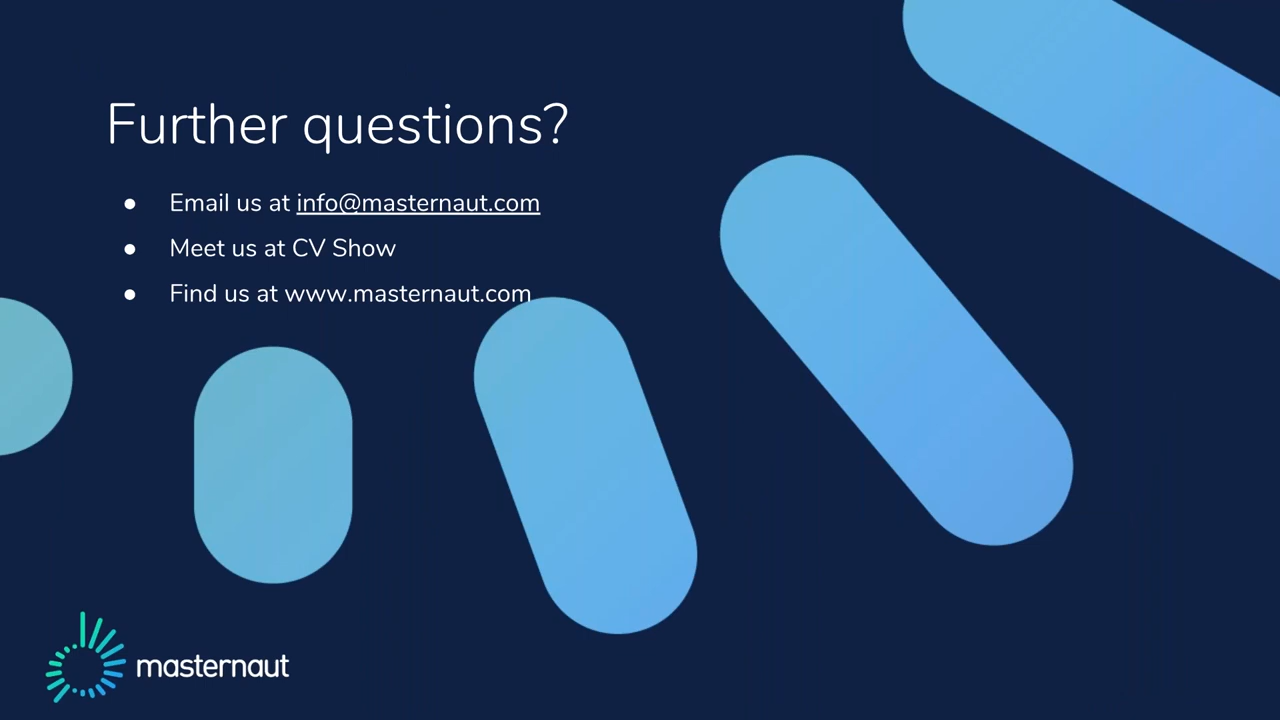 Further questions?
● Email us at info@masternaut.com
● Meet us at CV Show
● Find us at www.masternaut.com
masternaut